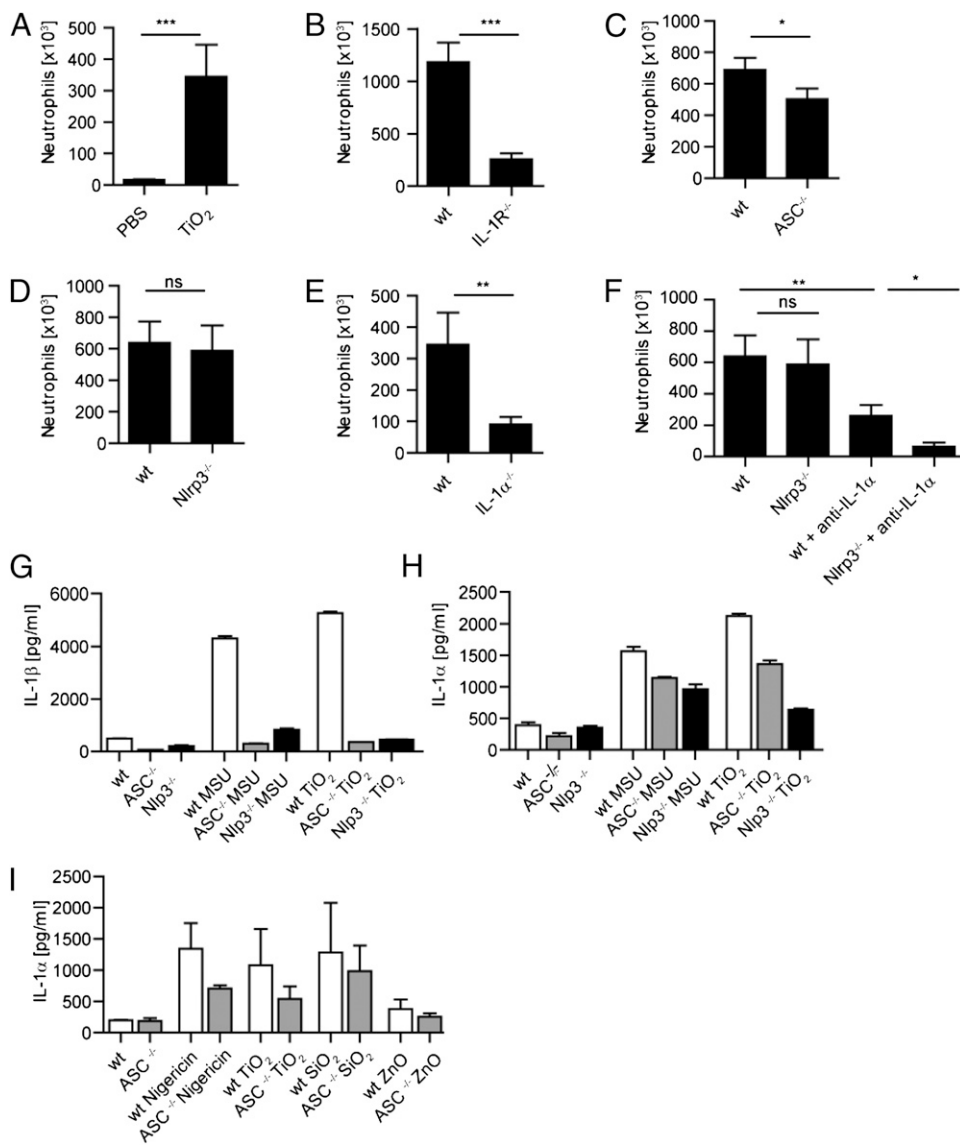 A
Neutrophils [x10³]
500
400
300
200
100
0
***
PBS
TiO₂
B
Neutrophils [x10³]
1500
1000
500
0
***
wt
IL-1R⁻/⁻
C
Neutrophils [x10³]
1000
800
600
400
200
0
*
wt
ASC⁻/⁻
D
Neutrophils [x10³]
1000
800
600
400
200
0
ns
wt
Nlrp3⁻/⁻
E
Neutrophils [x10³]
500
400
300
200
100
0
**
wt
IL-1α⁻/⁻
F
Neutrophils [x10³]
1000
800
600
400
200
0
**
*
ns
wt
Nlrp3⁻/⁻
wt + anti-IL-1α
Nlrp3⁻/⁻ + anti-IL-1α
G
IL-1β [pg/ml]
6000
4000
2000
0
wt
ASC⁻/⁻
Nlp3⁻/⁻
wt MSU
ASC⁻/⁻ MSU
Nlp3⁻/⁻ MSU
wt TiO₂
ASC⁻/⁻ TiO₂
Nlp3⁻/⁻ TiO₂
H
IL-1α [pg/ml]
2500
2000
1500
1000
500
0
wt
ASC⁻/⁻
Nlp3⁻/⁻
wt MSU
ASC⁻/⁻ MSU
Nlp3⁻/⁻ MSU
wt TiO₂
ASC⁻/⁻ TiO₂
Nlp3⁻/⁻ TiO₂
I
IL-1α [pg/ml]
2500
2000
1500
1000
500
0
wt
ASC⁻/⁻
wt Nigericin
ASC⁻/⁻ Nigericin
wt TiO₂
ASC⁻/⁻ TiO₂
wt SiO₂
ASC⁻/⁻ SiO₂
wt ZnO
ASC⁻/⁻ ZnO